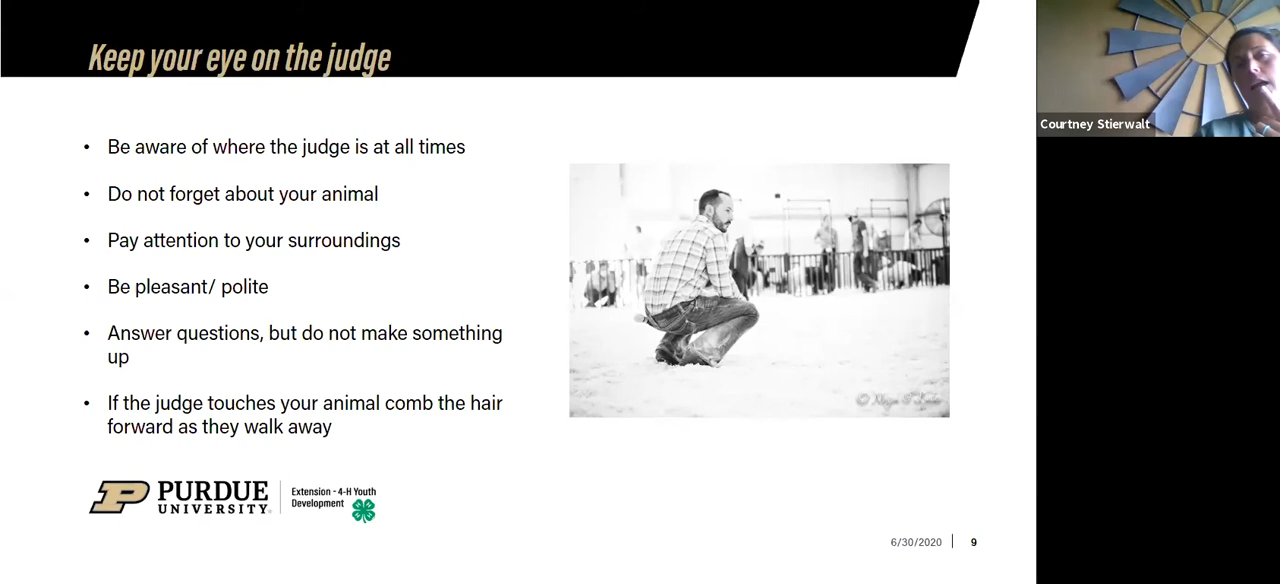 Keep your eye on the judge
Courtney Stierwalt
• Be aware of where the judge is at all times
• Do not forget about your animal
• Pay attention to your surroundings
• Be pleasant/ polite
• Answer questions, but do not make something
up
• If the judge touches your animal comb the hair
forward as they walk away
PURDUE
UNIVERSITY®
Extension - 4-H Youth
Development
6/30/2020 | 9